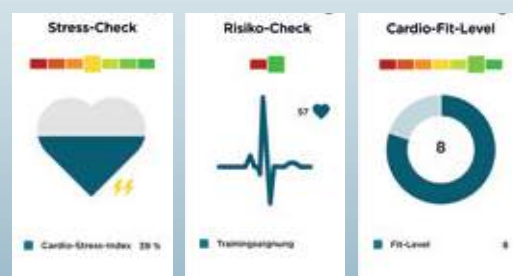 Stress-Check
Cardio-Stress-Index 39 %
Risiko-Check
57
Trainingseignung
Cardio-Fit-Level
8
Fit-Level 8